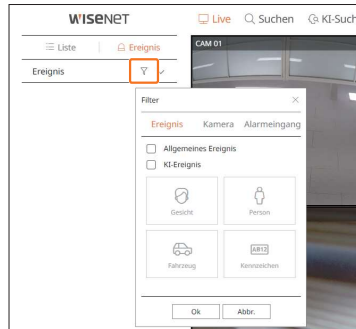 WISENET
Live Suchen KI-Such
Liste Ereignis
CAM 01
Ereignis
Filter
Ereignis Kamera Alarmeingang
Allgemeines Ereignis
KI-Ereignis
Gesicht Person
AB12
Fahrzeug Kennzeichen
Ok Abbr.